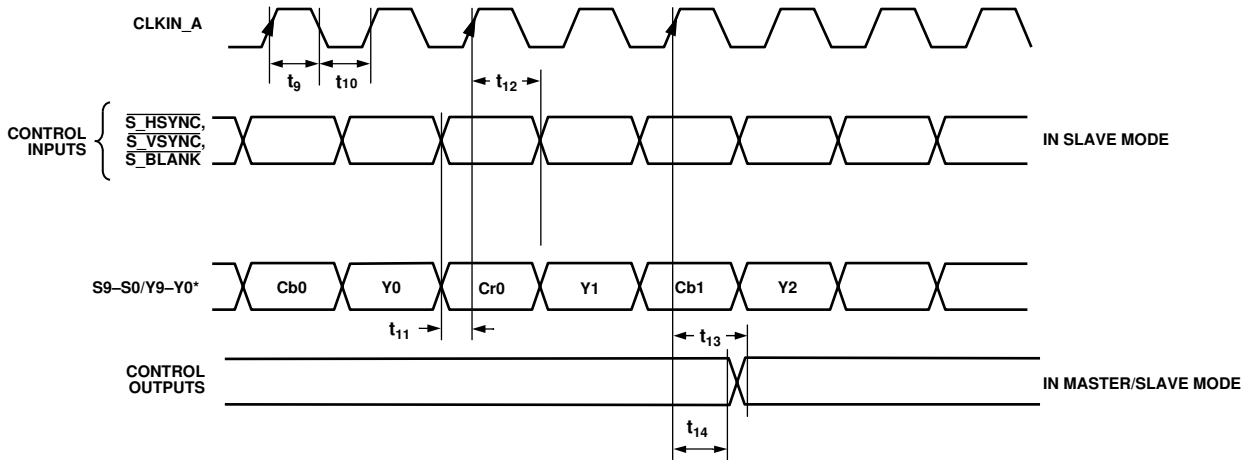 CLKIN_A
t9
t10
t12
CONTROL
INPUTS
S_HSYNC,
S_VSYNC,
S_BLANK
IN SLAVE MODE
S9–S0/Y9–Y0*
Cb0
Y0
Cr0
Y1
Cb1
Y2
t11
t13
CONTROL
OUTPUTS
IN MASTER/SLAVE MODE
t14